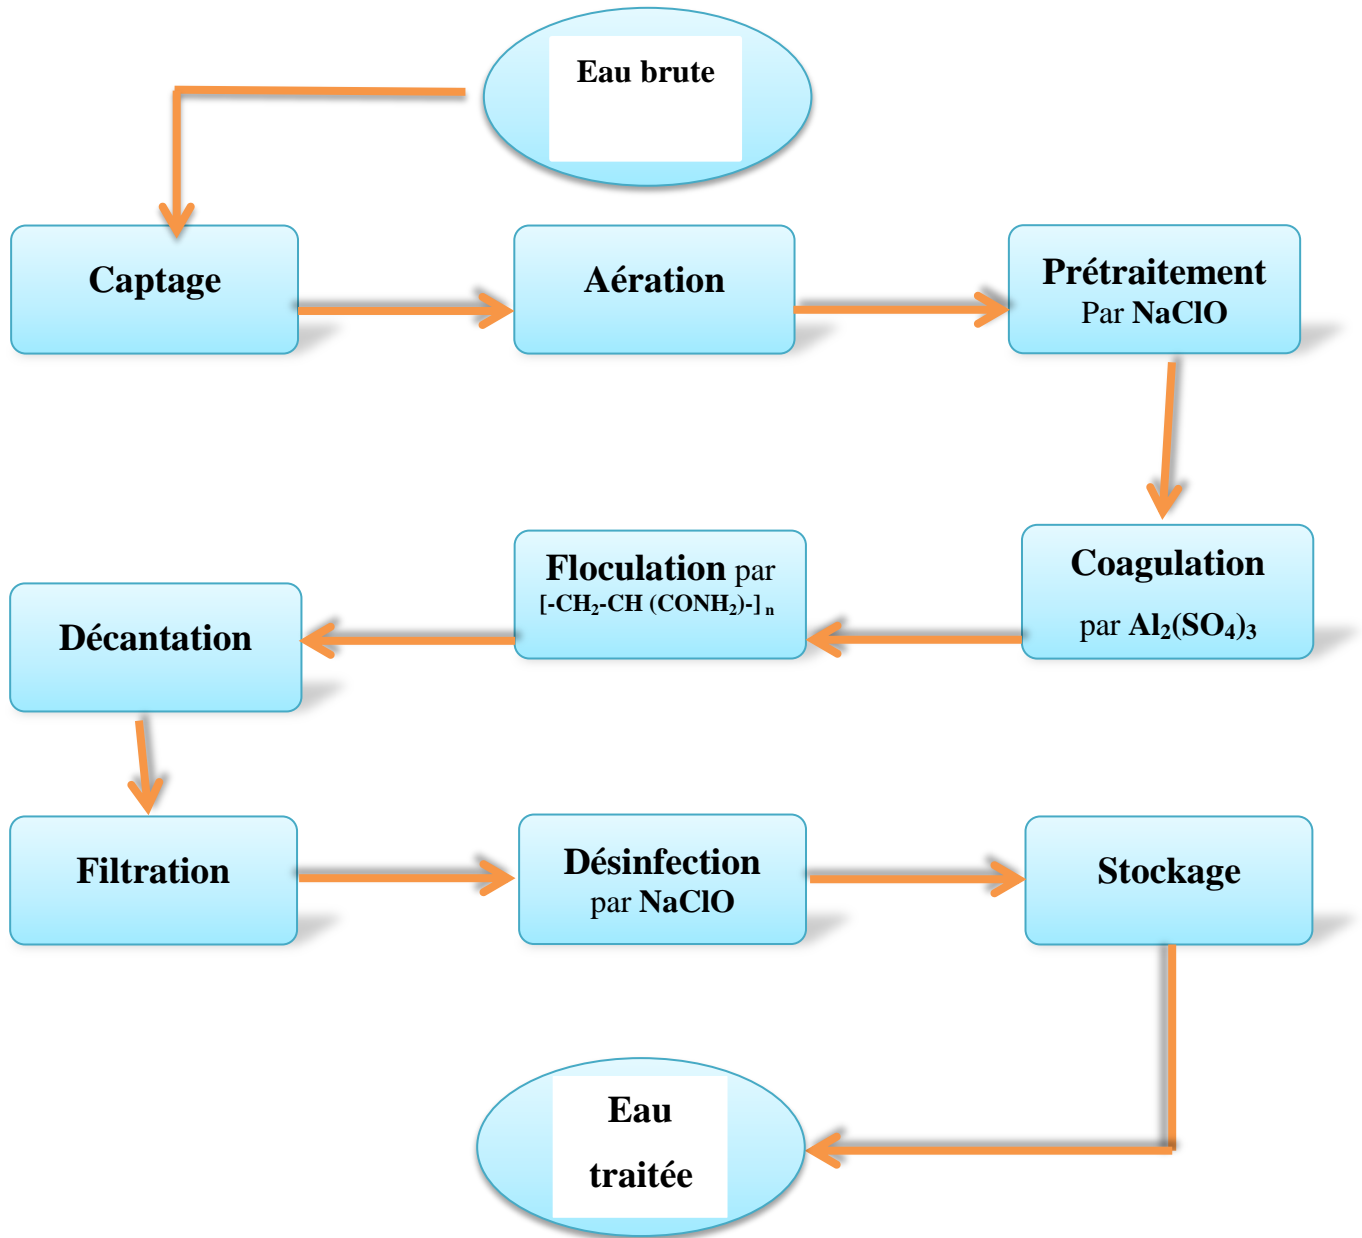 Eau brute
Captage
Aération
Prétraitement
Par NaClO
Coagulation
par Al₂(SO₄)₃
Floculation par
[-CH₂-CH (CONH₂)-] ₙ
Décantation
Filtration
Désinfection
par NaClO
Stockage
Eau
traitée